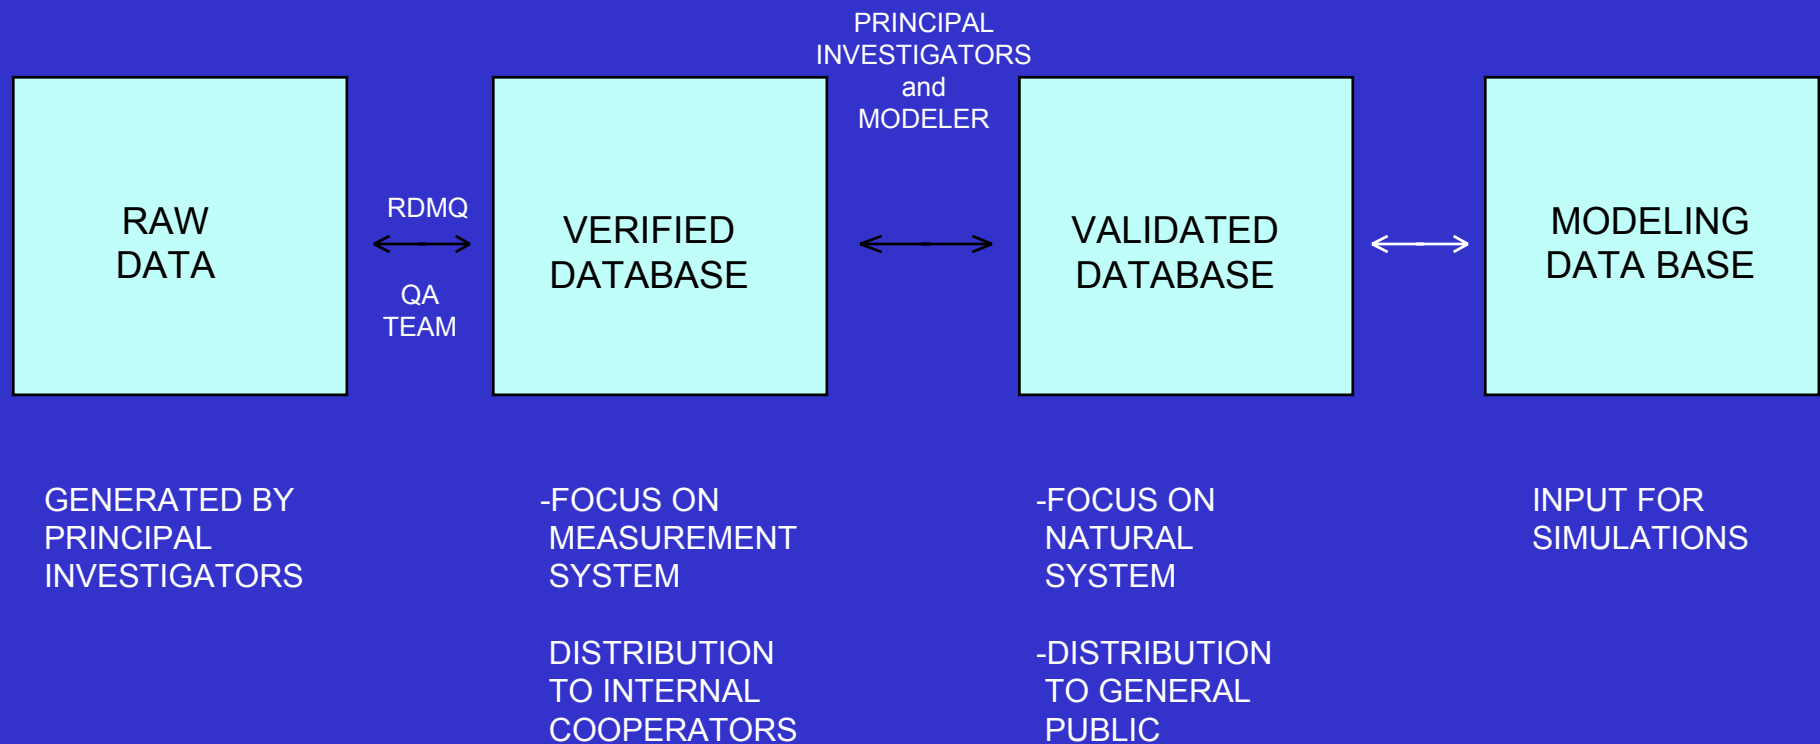 PRINCIPAL
INVESTIGATORS
and
MODELER
RAW
DATA
RDMQ
QA
TEAM
VERIFIED
DATABASE
VALIDATED
DATABASE
MODELING
DATA BASE
GENERATED BY
PRINCIPAL
INVESTIGATORS
-FOCUS ON
MEASUREMENT
SYSTEM
DISTRIBUTION
TO INTERNAL
COOPERATORS
-FOCUS ON
NATURAL
SYSTEM
-DISTRIBUTION
TO GENERAL
PUBLIC
INPUT FOR
SIMULATIONS